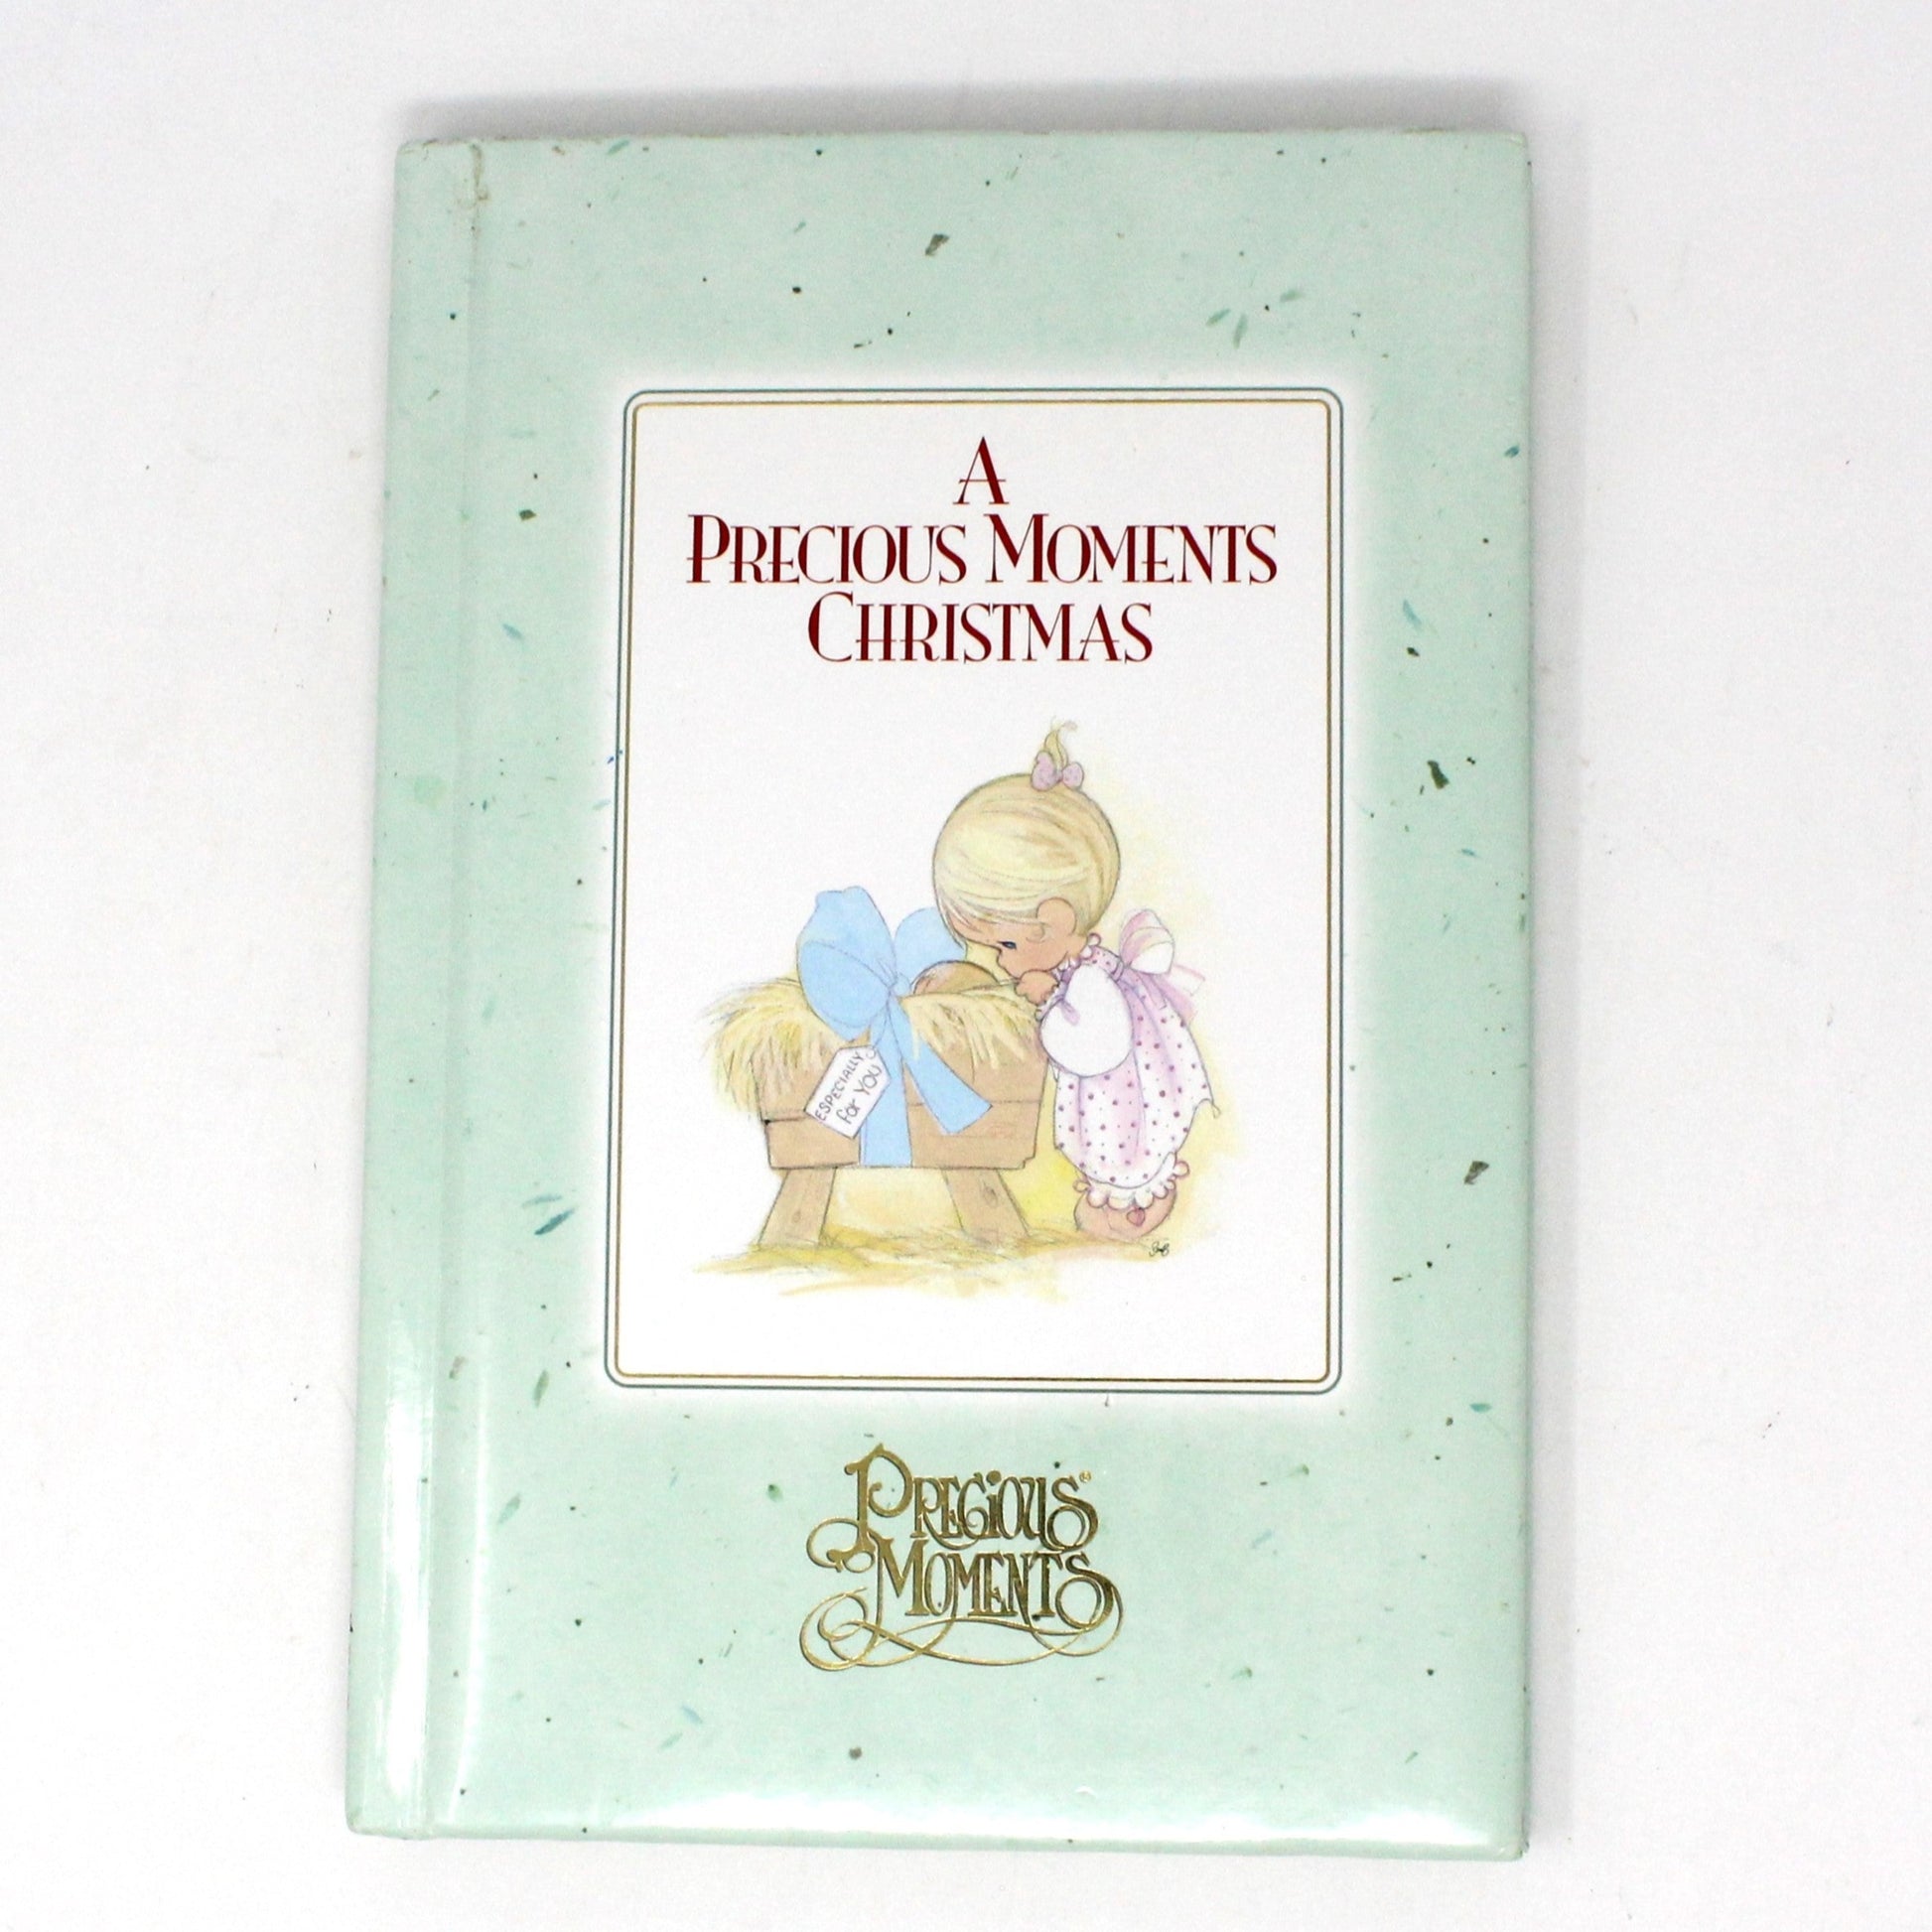 A
PRECIOUS MOMENTS
CHRISTMAS
ESPECIALLY
for YOU
PRECIOUS®
MOMENTS